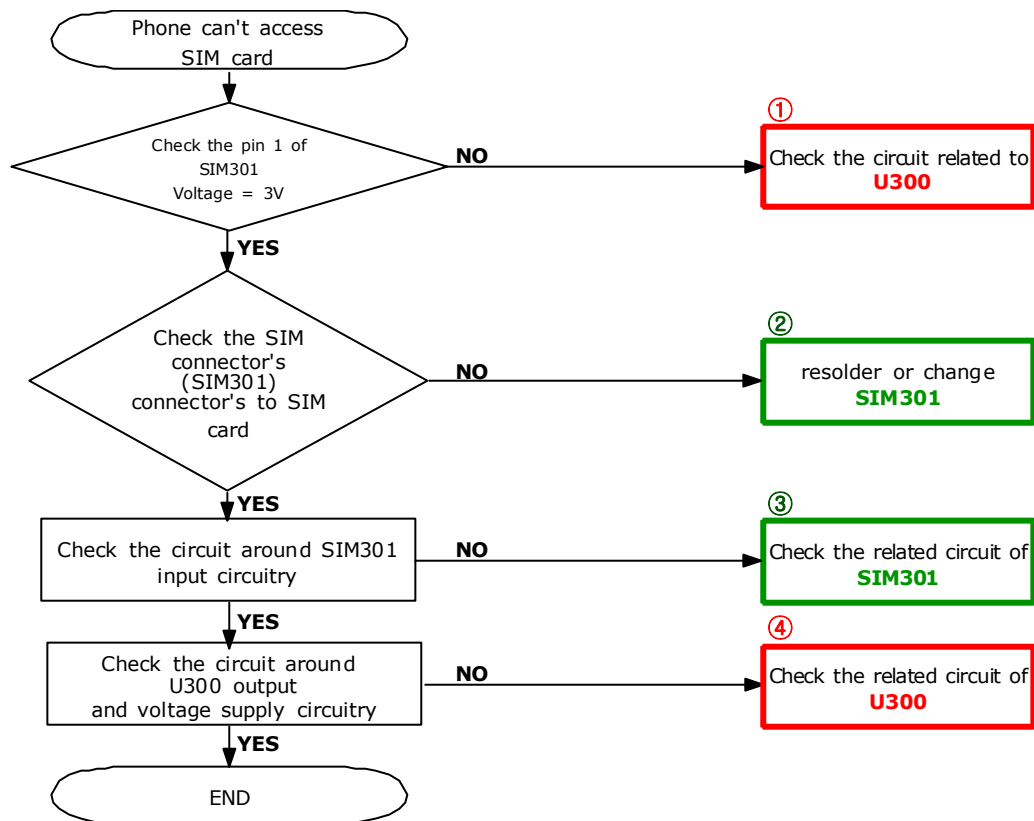 Phone can't access
SIM card
Check the pin 1 of
SIM301
Voltage = 3V
NO
①
Check the circuit related to
U300
YES
Check the SIM
connector's
(SIM301)
connector's to SIM
card
NO
②
resolder or change
SIM301
YES
Check the circuit around SIM301
input circuitry
NO
③
Check the related circuit of
SIM301
YES
Check the circuit around
U300 output
and voltage supply circuitry
NO
④
Check the related circuit of
U300
YES
END